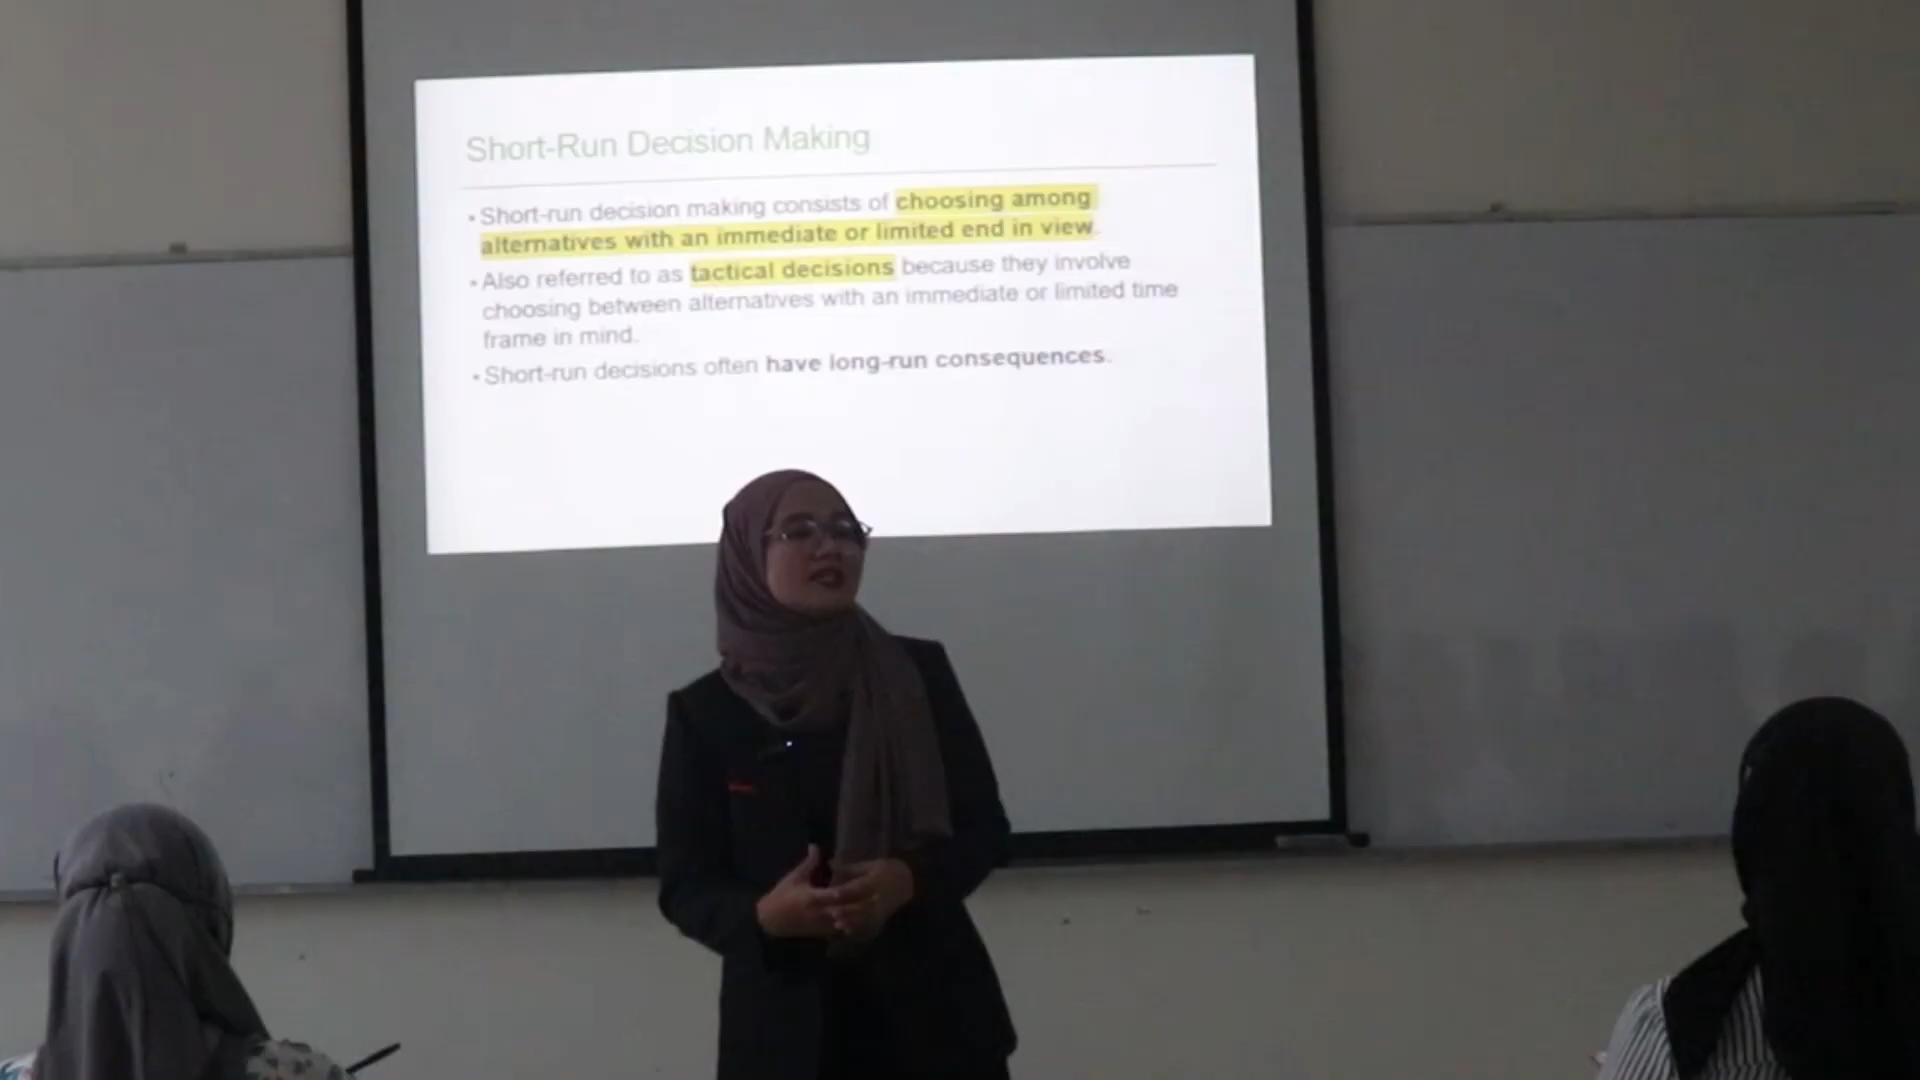 Short-Run Decision Making
• Short-run decision making consists of choosing among
alternatives with an immediate or limited end in view.
• Also referred to as tactical decisions because they involve
choosing between alternatives with an immediate or limited time
frame in mind.
• Short-run decisions often have long-run consequences.